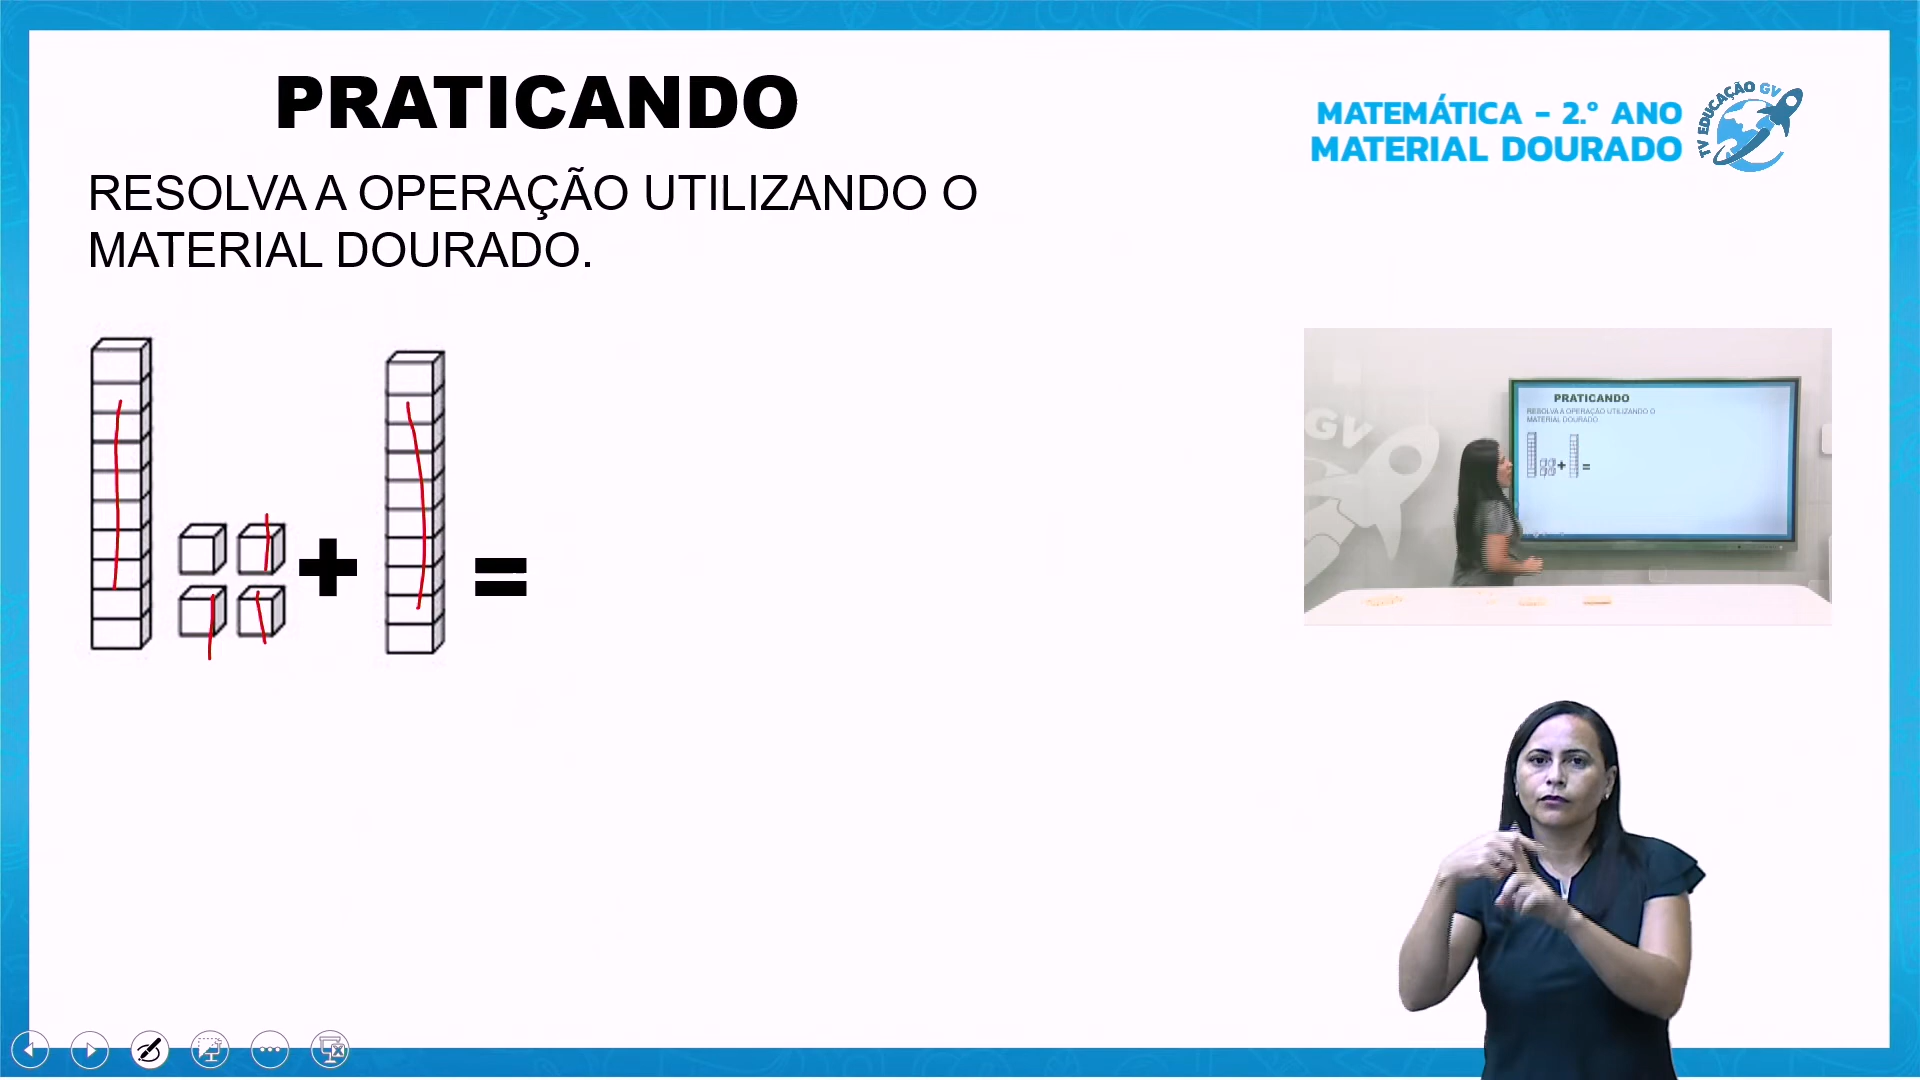 PRATICANDO
RESOLVA A OPERAÇÃO UTILIZANDO O
MATERIAL DOURADO.
+
=
MATEMÁTICA - 2.º ANO
MATERIAL DOURADO
TV EDUCAÇÃO GV
GV
PRATICANDO
RESOLVA A OPERAÇÃO UTILIZANDO O
MATERIAL DOURADO
+
=